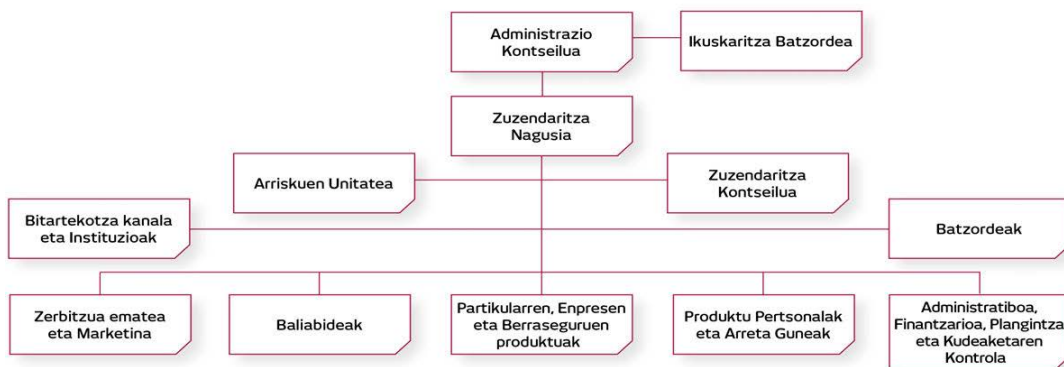 Administrazio
Kontseilua
Ikuskaritza Batzordea
Zuzendaritza
Nagusia
Arriskuen Unitatea
Zuzendaritza
Kontseilua
Bitartekotza kanala
eta Instituzioak
Batzordeak
Zerbitzua ematea
eta Marketina
Baliabideak
Partikularren, Enpresen
eta Berraseguruen
produktuak
Produktu Pertsonalak
eta Arreta Guneak
Administratiboa,
Finantzarioa, Plangintza
eta Kudeaketaren
Kontrola